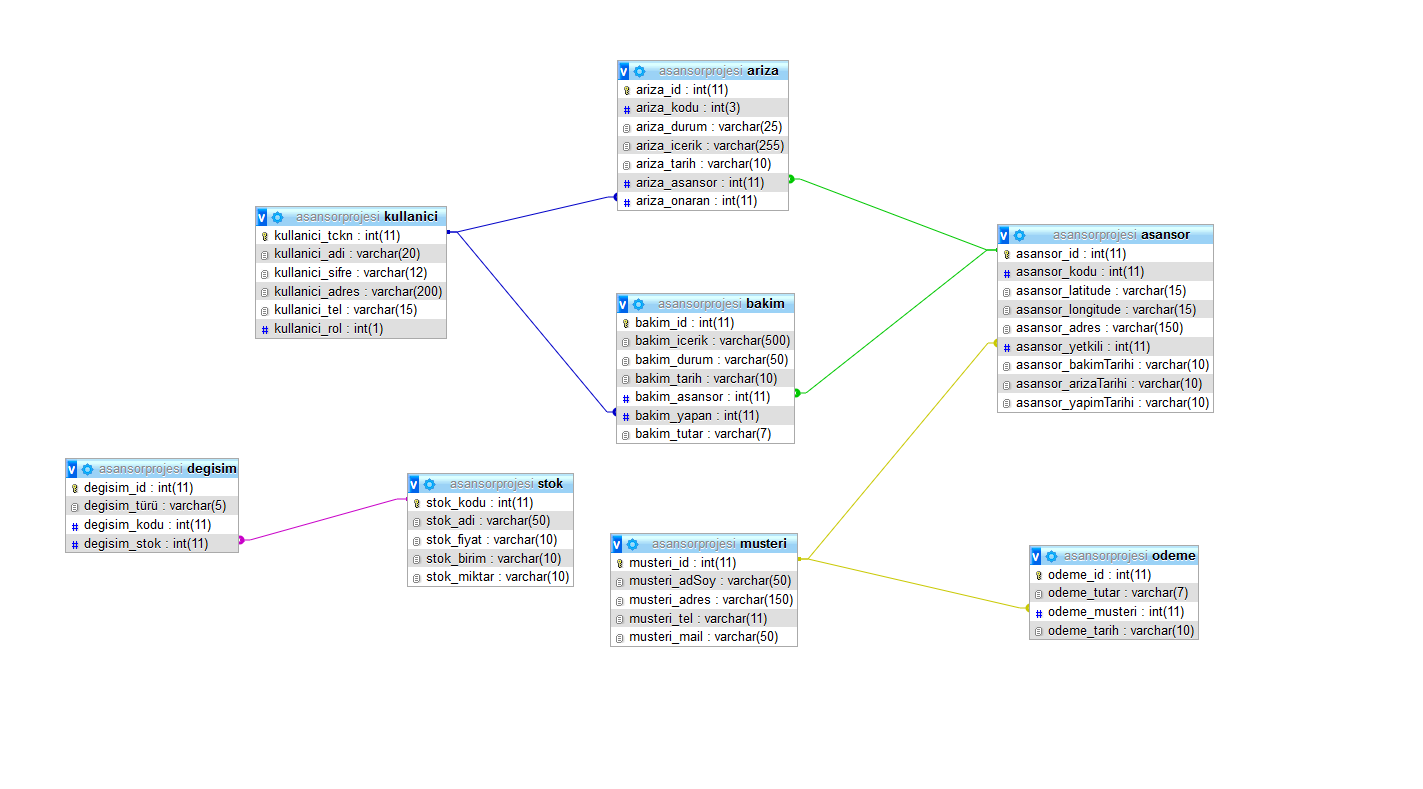 asansorprojesi ariza
ariza_id : int(11)
ariza_kodu : int(3)
ariza_durum : varchar(25)
ariza_icerik : varchar(255)
ariza_tarih : varchar(10)
ariza_asansor : int(11)
ariza_onaran : int(11)
asansorprojesi kullanici
kullanici_tckn : int(11)
kullanici_adi : varchar(20)
kullanici_sifre : varchar(12)
kullanici_adres : varchar(200)
kullanici_tel : varchar(15)
kullanici_rol : int(1)
asansorprojesi asansor
asansor_id : int(11)
asansor_kodu : int(11)
asansor_latitude : varchar(15)
asansor_longitude : varchar(15)
asansor_adres : varchar(150)
asansor_yetkili : int(11)
asansor_bakimTarihi : varchar(10)
asansor_arizaTarihi : varchar(10)
asansor_yapimTarihi : varchar(10)
asansorprojesi bakim
bakim_id : int(11)
bakim_icerik : varchar(500)
bakim_durum : varchar(50)
bakim_tarih : varchar(10)
bakim_asansor : int(11)
bakim_yapan : int(11)
bakim_tutar : varchar(7)
asansorprojesi degisim
degisim_id : int(11)
degisim_türü : varchar(5)
degisim_kodu : int(11)
degisim_stok : int(11)
asansorprojesi stok
stok_kodu : int(11)
stok_adi : varchar(50)
stok_fiyat : varchar(10)
stok_birim : varchar(10)
stok_miktar : varchar(10)
asansorprojesi musteri
musteri_id : int(11)
musteri_adSoy : varchar(50)
musteri_adres : varchar(150)
musteri_tel : varchar(11)
musteri_mail : varchar(50)
asansorprojesi odeme
odeme_id : int(11)
odeme_tutar : varchar(7)
odeme_musteri : int(11)
odeme_tarih : varchar(10)